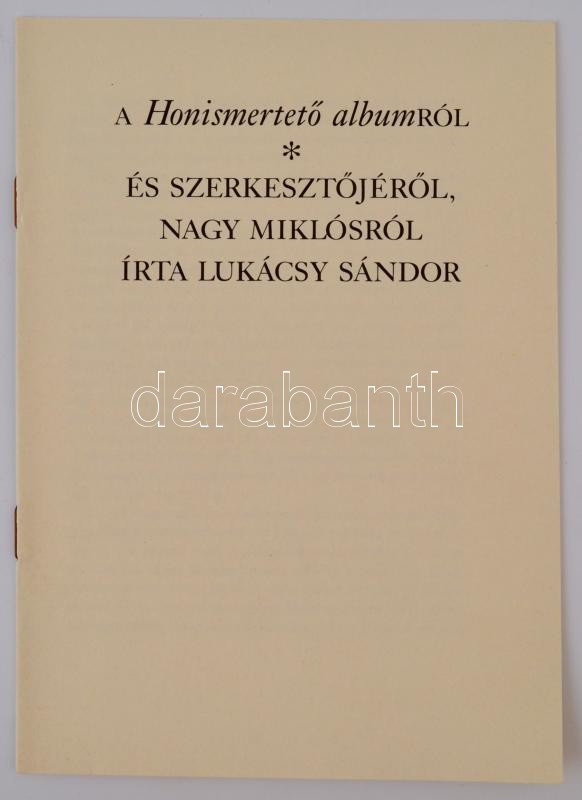 A Honismertető albumRÓL
*
ÉS SZERKESZTŐJÉRŐL,
NAGY MIKLÓSRÓL
ÍRTA LUKÁCSY SÁNDOR
darabanth